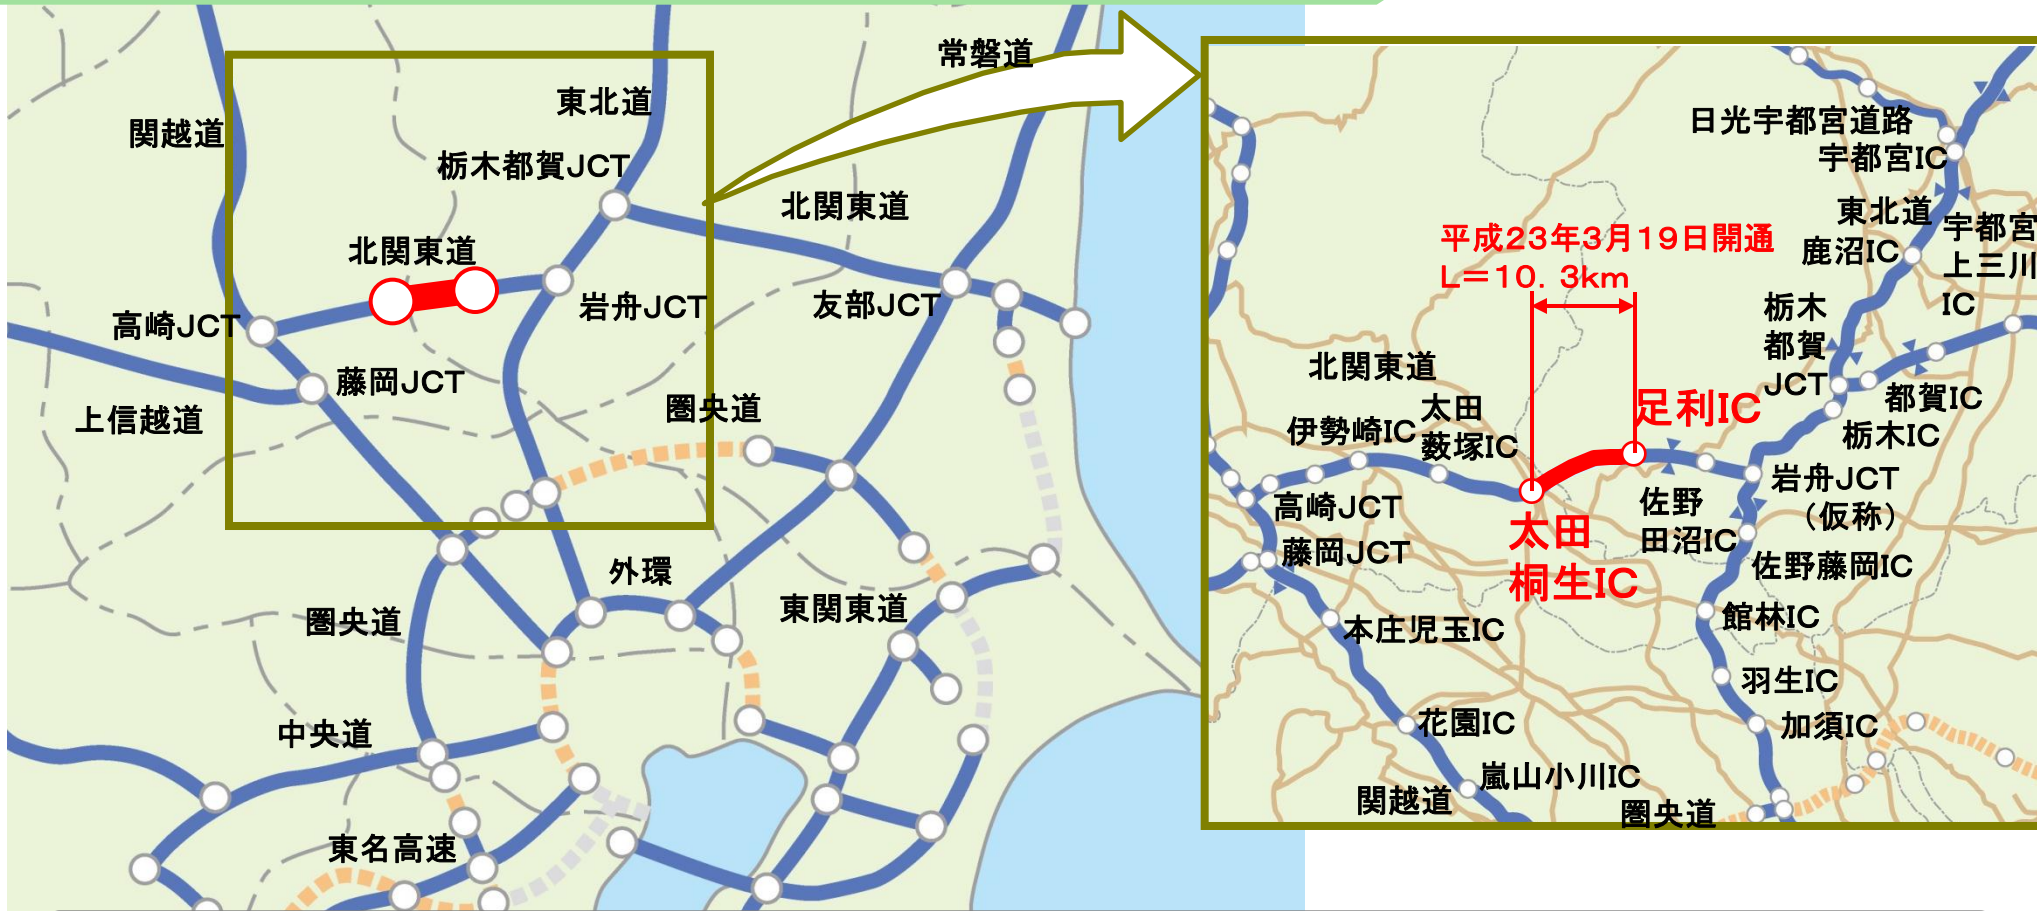 常磐道
東北道
関越道
栃木都賀JCT
北関東道
北関東道
岩舟JCT
友部JCT
高崎JCT
藤岡JCT
上信越道
圏央道
外環
東関東道
圏央道
中央道
東名高速
日光宇都宮道路
宇都宮IC
東北道
宇都宮
上三川
IC
鹿沼IC
平成23年3月19日開通
L=10.3km
栃木
都賀
JCT
北関東道
足利IC
都賀IC
太田
藪塚IC
伊勢崎IC
栃木IC
岩舟JCT
(仮称)
高崎JCT
佐野
田沼IC
太田
桐生IC
藤岡JCT
佐野藤岡IC
館林IC
本庄児玉IC
羽生IC
花園IC
加須IC
嵐山小川IC
関越道
圏央道